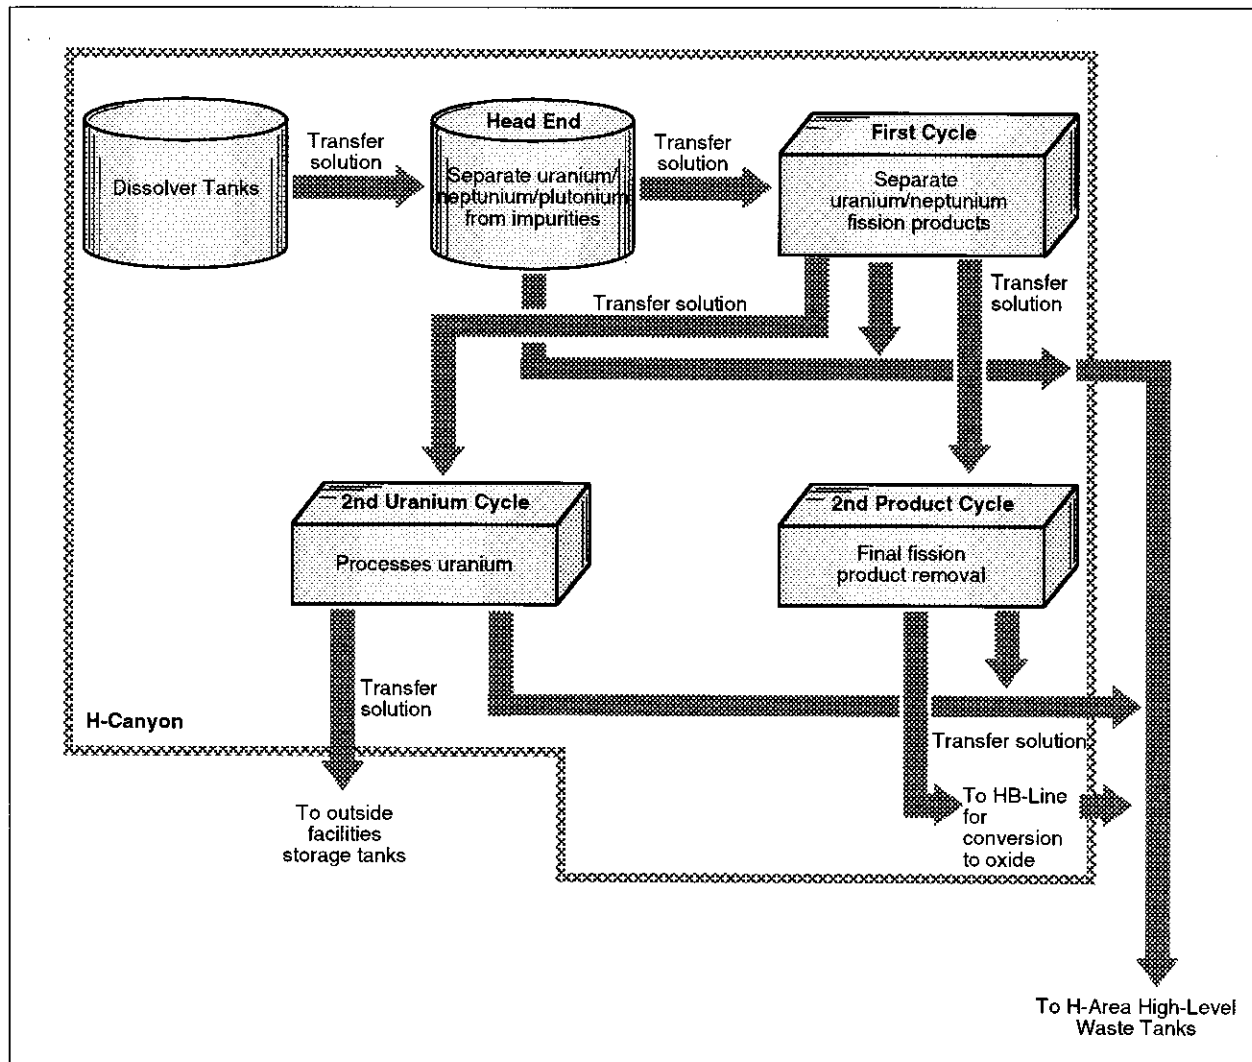 Dissolver Tanks
Transfer
solution
Head End
Separate uranium/
neptunium/plutonium
from impurities
Transfer
solution
First Cycle
Separate
uranium/neptunium
fission products
Transfer solution
Transfer
solution
2nd Uranium Cycle
Processes uranium
2nd Product Cycle
Final fission
product removal
H-Canyon
Transfer
solution
Transfer solution
To outside
facilities
storage tanks
To HB-Line
for
conversion
to oxide
To H-Area High-Level
Waste Tanks